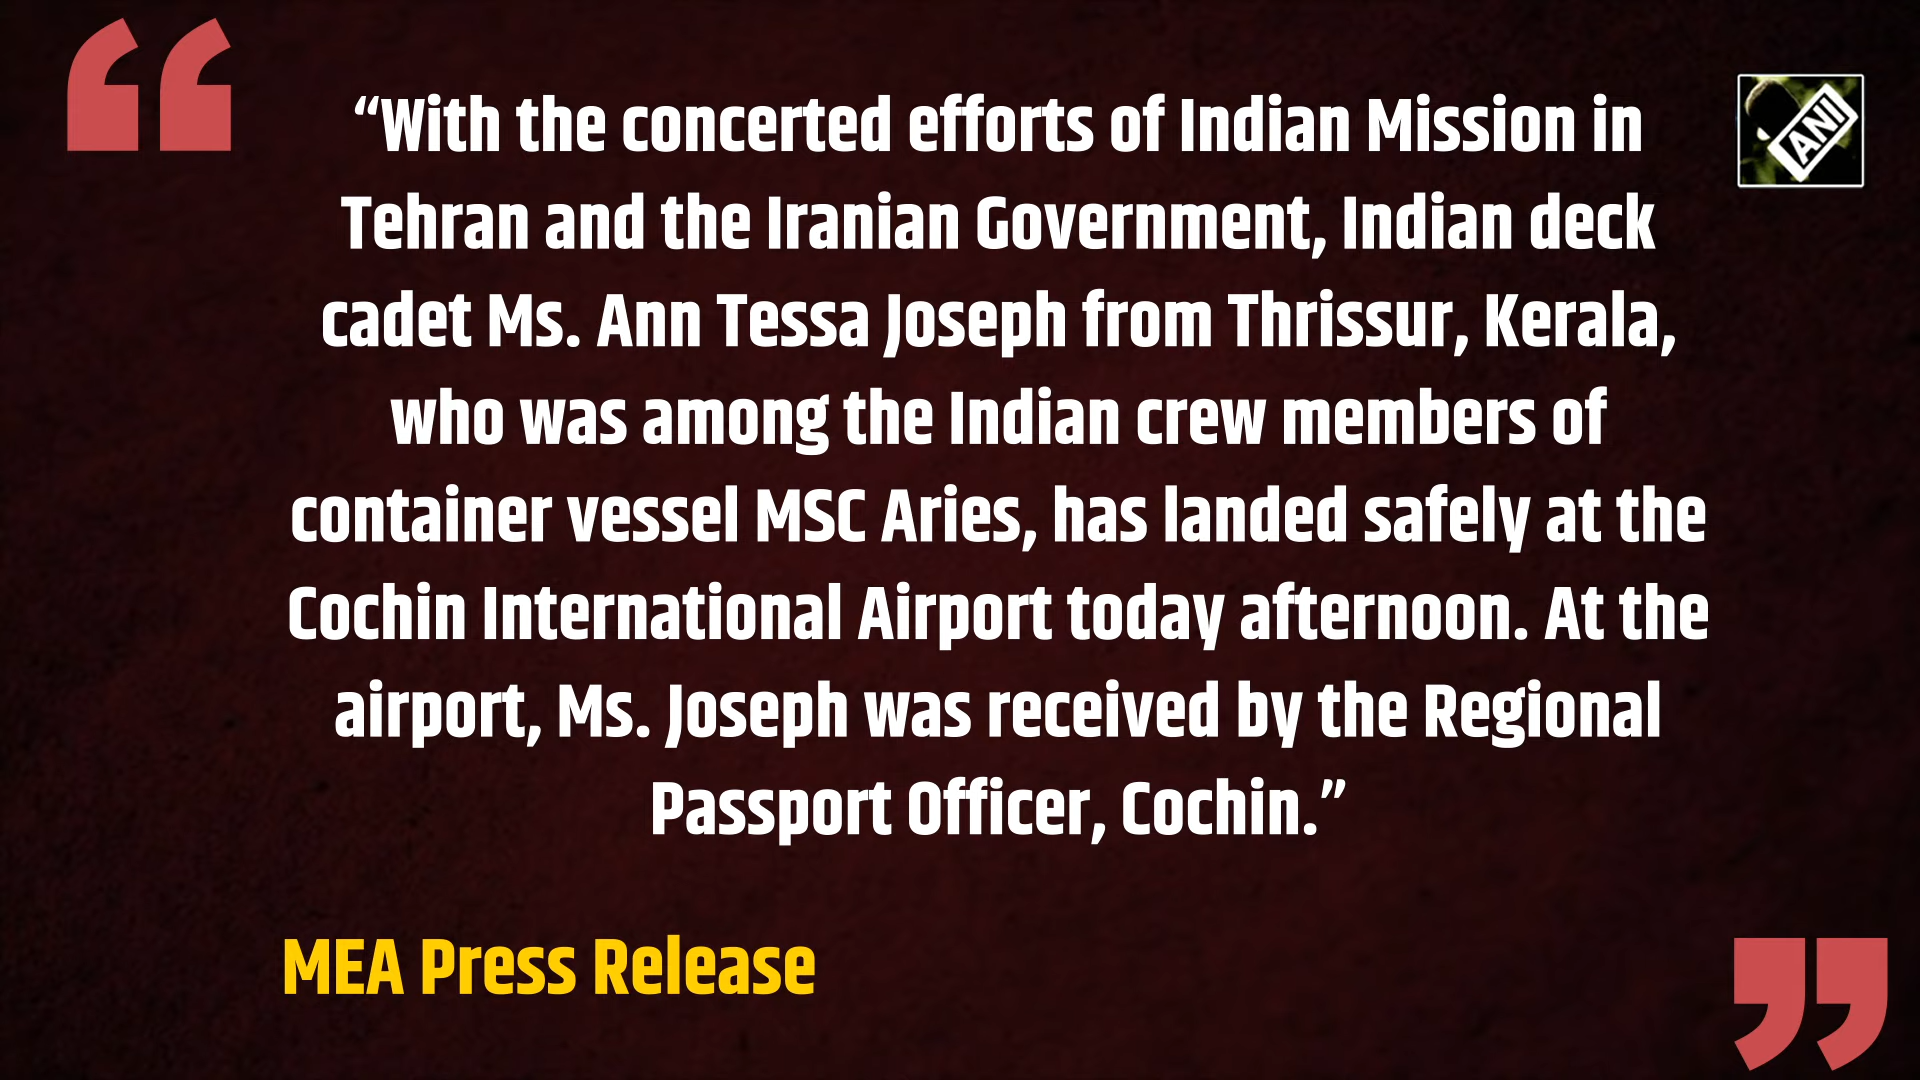 “With the concerted efforts of Indian Mission in
Tehran and the Iranian Government, Indian deck
cadet Ms. Ann Tessa Joseph from Thrissur, Kerala,
who was among the Indian crew members of
container vessel MSC Aries, has landed safely at the
Cochin International Airport today afternoon. At the
airport, Ms. Joseph was received by the Regional
Passport Officer, Cochin.”
MEA Press Release
ANI